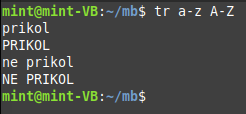 mint@mint-VB:~/mb$ tr a-z A-Z
prikol
PRIKOL
ne prikol
NE PRIKOL
mint@mint-VB:~/mb$